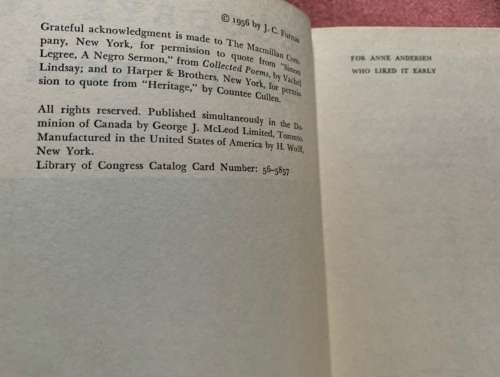 © 1956 by J. C. Furnas
Grateful acknowledgment is made to The Macmillan Com-
pany, New York, for permission to quote from "Simon
Legree, A Negro Sermon," from Collected Poems, by Vachel
Lindsay; and to Harper & Brothers, New York, for permis-
sion to quote from "Heritage," by Countee Cullen.
All rights reserved. Published simultaneously in the Do-
minion of Canada by George J. McLeod Limited, Toronto.
Manufactured in the United States of America by H. Wolff,
New York.
Library of Congress Catalog Card Number: 56-5857
FOR ANNE ANDERSEN
WHO LIKED IT EARLY